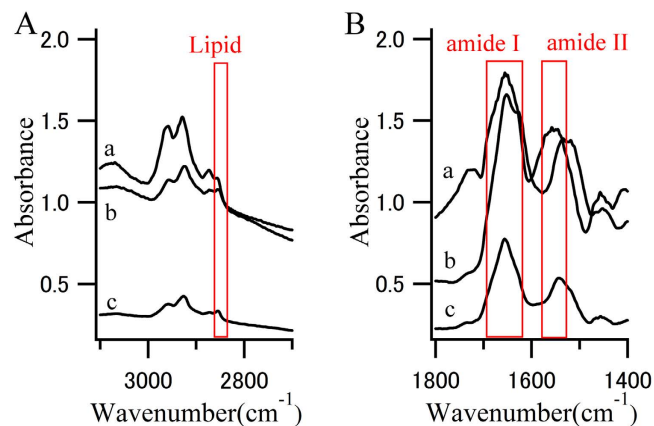 A
Lipid
2.0
1.5
1.0
0.5
a
b
c
Absorbance
3000
2800
Wavenumber(cm-1)
B
amide I
amide II
2.0
1.5
1.0
0.5
a
b
c
Absorbance
1800
1600
1400
Wavenumber(cm-1)